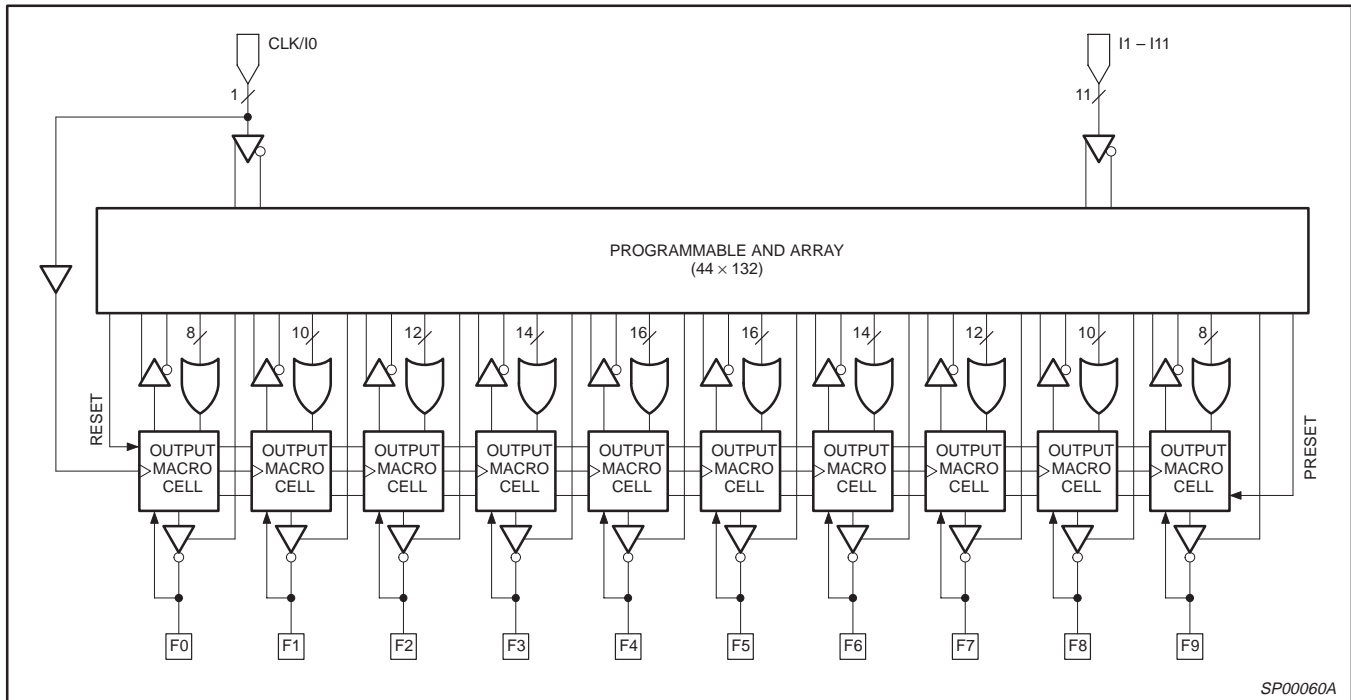 CLK/I0
I1 – I11
1
11
PROGRAMMABLE AND ARRAY
(44 × 132)
8
10
12
14
16
16
14
12
10
8
RESET
PRESET
OUTPUT
MACRO
CELL
OUTPUT
MACRO
CELL
OUTPUT
MACRO
CELL
OUTPUT
MACRO
CELL
OUTPUT
MACRO
CELL
OUTPUT
MACRO
CELL
OUTPUT
MACRO
CELL
OUTPUT
MACRO
CELL
OUTPUT
MACRO
CELL
OUTPUT
MACRO
CELL
F0
F1
F2
F3
F4
F5
F6
F7
F8
F9
SP00060A